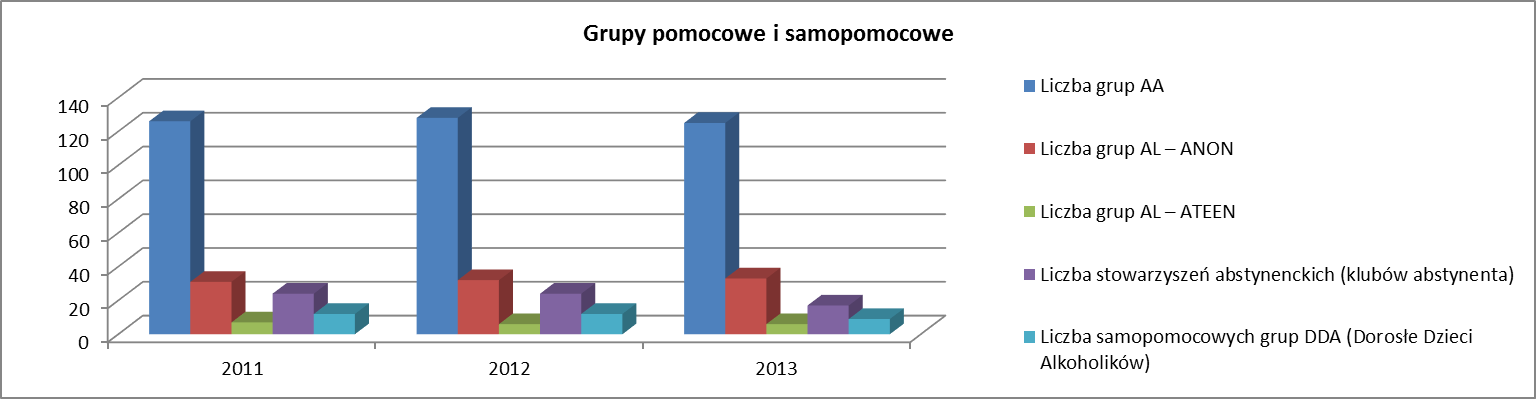 Grupy pomocowe i samopomocowe
140
120
100
80
60
40
20
0
2011
2012
2013
Liczba grup AA
Liczba grup AL – ANON
Liczba grup AL – ATEEN
Liczba stowarzyszeń abstynenckich (klubów abstynenta)
Liczba samopomocowych grup DDA (Dorosłe Dzieci
Alkoholików)